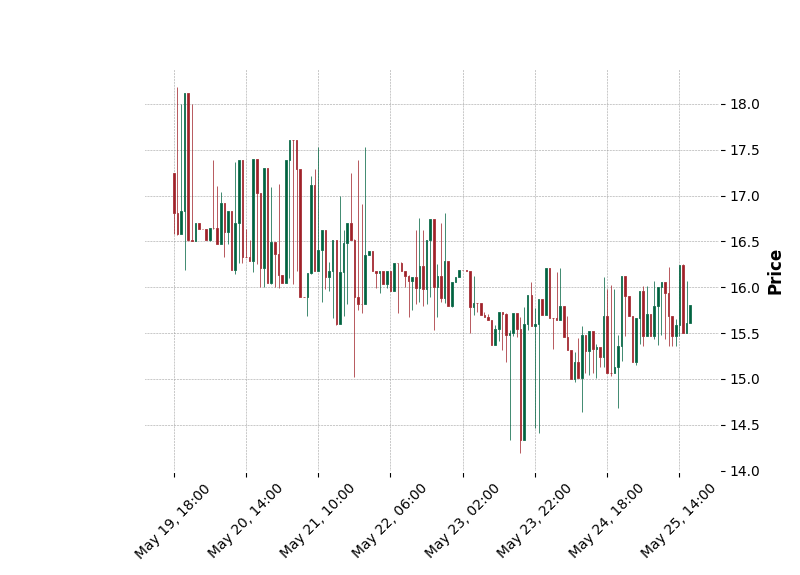 18.0
17.5
17.0
16.5
16.0
15.5
15.0
14.5
14.0
Price
May 19, 18:00
May 20, 14:00
May 21, 10:00
May 22, 06:00
May 23, 02:00
May 23, 22:00
May 24, 18:00
May 25, 14:00